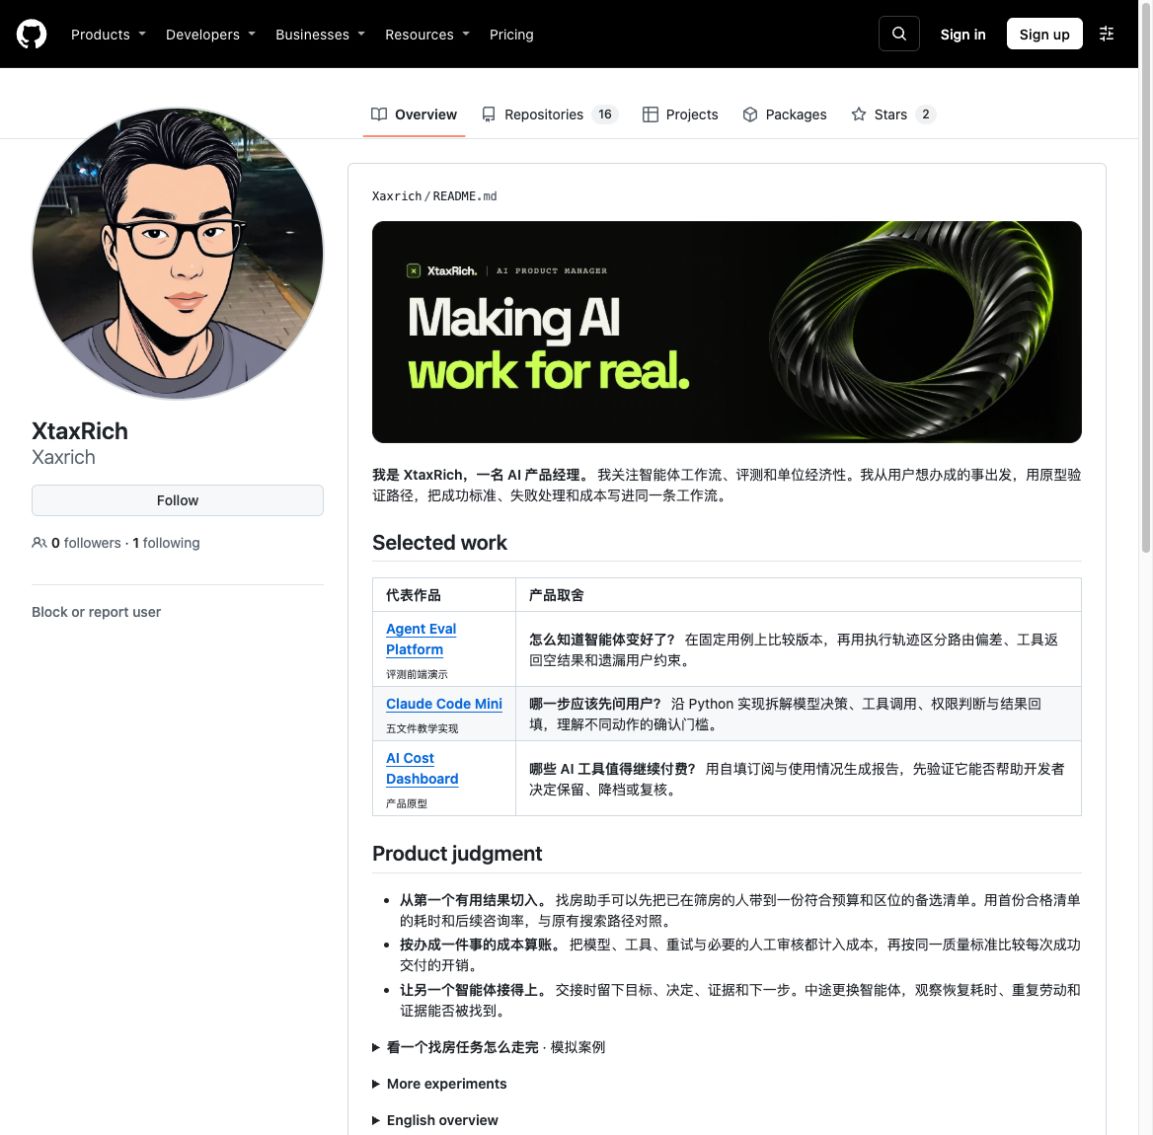 Products
Developers
Businesses
Resources
Pricing
Sign in
Sign up
Overview
Repositories 16
Projects
Packages
Stars 2
XtaxRich
Xaxrich
Follow
0 followers · 1 following
Block or report user
Xaxrich/README.md
XtaxRich. | AI PRODUCT MANAGER
Making AI
work for real.
我是 XtaxRich，一名 AI 产品经理。 我关注智能体工作流、评测和单位经济性。我从用户想办成的事出发，用原型验
证路径，把成功标准、失败处理和成本写进同一条工作流。
Selected work
代表作品
产品取舍
Agent Eval
Platform
评测前端演示
怎么知道智能体变好了？ 在固定用例上比较版本，再用执行轨迹区分路由偏差、工具返
回空结果和遗漏用户约束。
Claude Code Mini
五文件教学实现
哪一步应该先问用户？ 沿 Python 实现拆解模型决策、工具调用、权限判断与结果回
填，理解不同动作的确认门槛。
AI Cost
Dashboard
产品原型
哪些 AI 工具值得继续付费？ 用自填订阅与使用情况生成报告，先验证它能否帮助开发者
决定保留、降档或复核。
Product judgment
从第一个有用结果切入。 找房助手可以先把已在筛房的人带到一份符合预算和区位的备选清单。用首份合格清单
的耗时和后续咨询率，与原有搜索路径对照。
按办成一件事的成本算账。 把模型、工具、重试与必要的人工审核都计入成本，再按同一质量标准比较每次成功
交付的开销。
让另一个智能体接得上。 交接时留下目标、决定、证据和下一步。中途更换智能体，观察恢复耗时、重复劳动和
证据能否被找到。
看一个找房任务怎么走完 · 模拟案例
More experiments
English overview